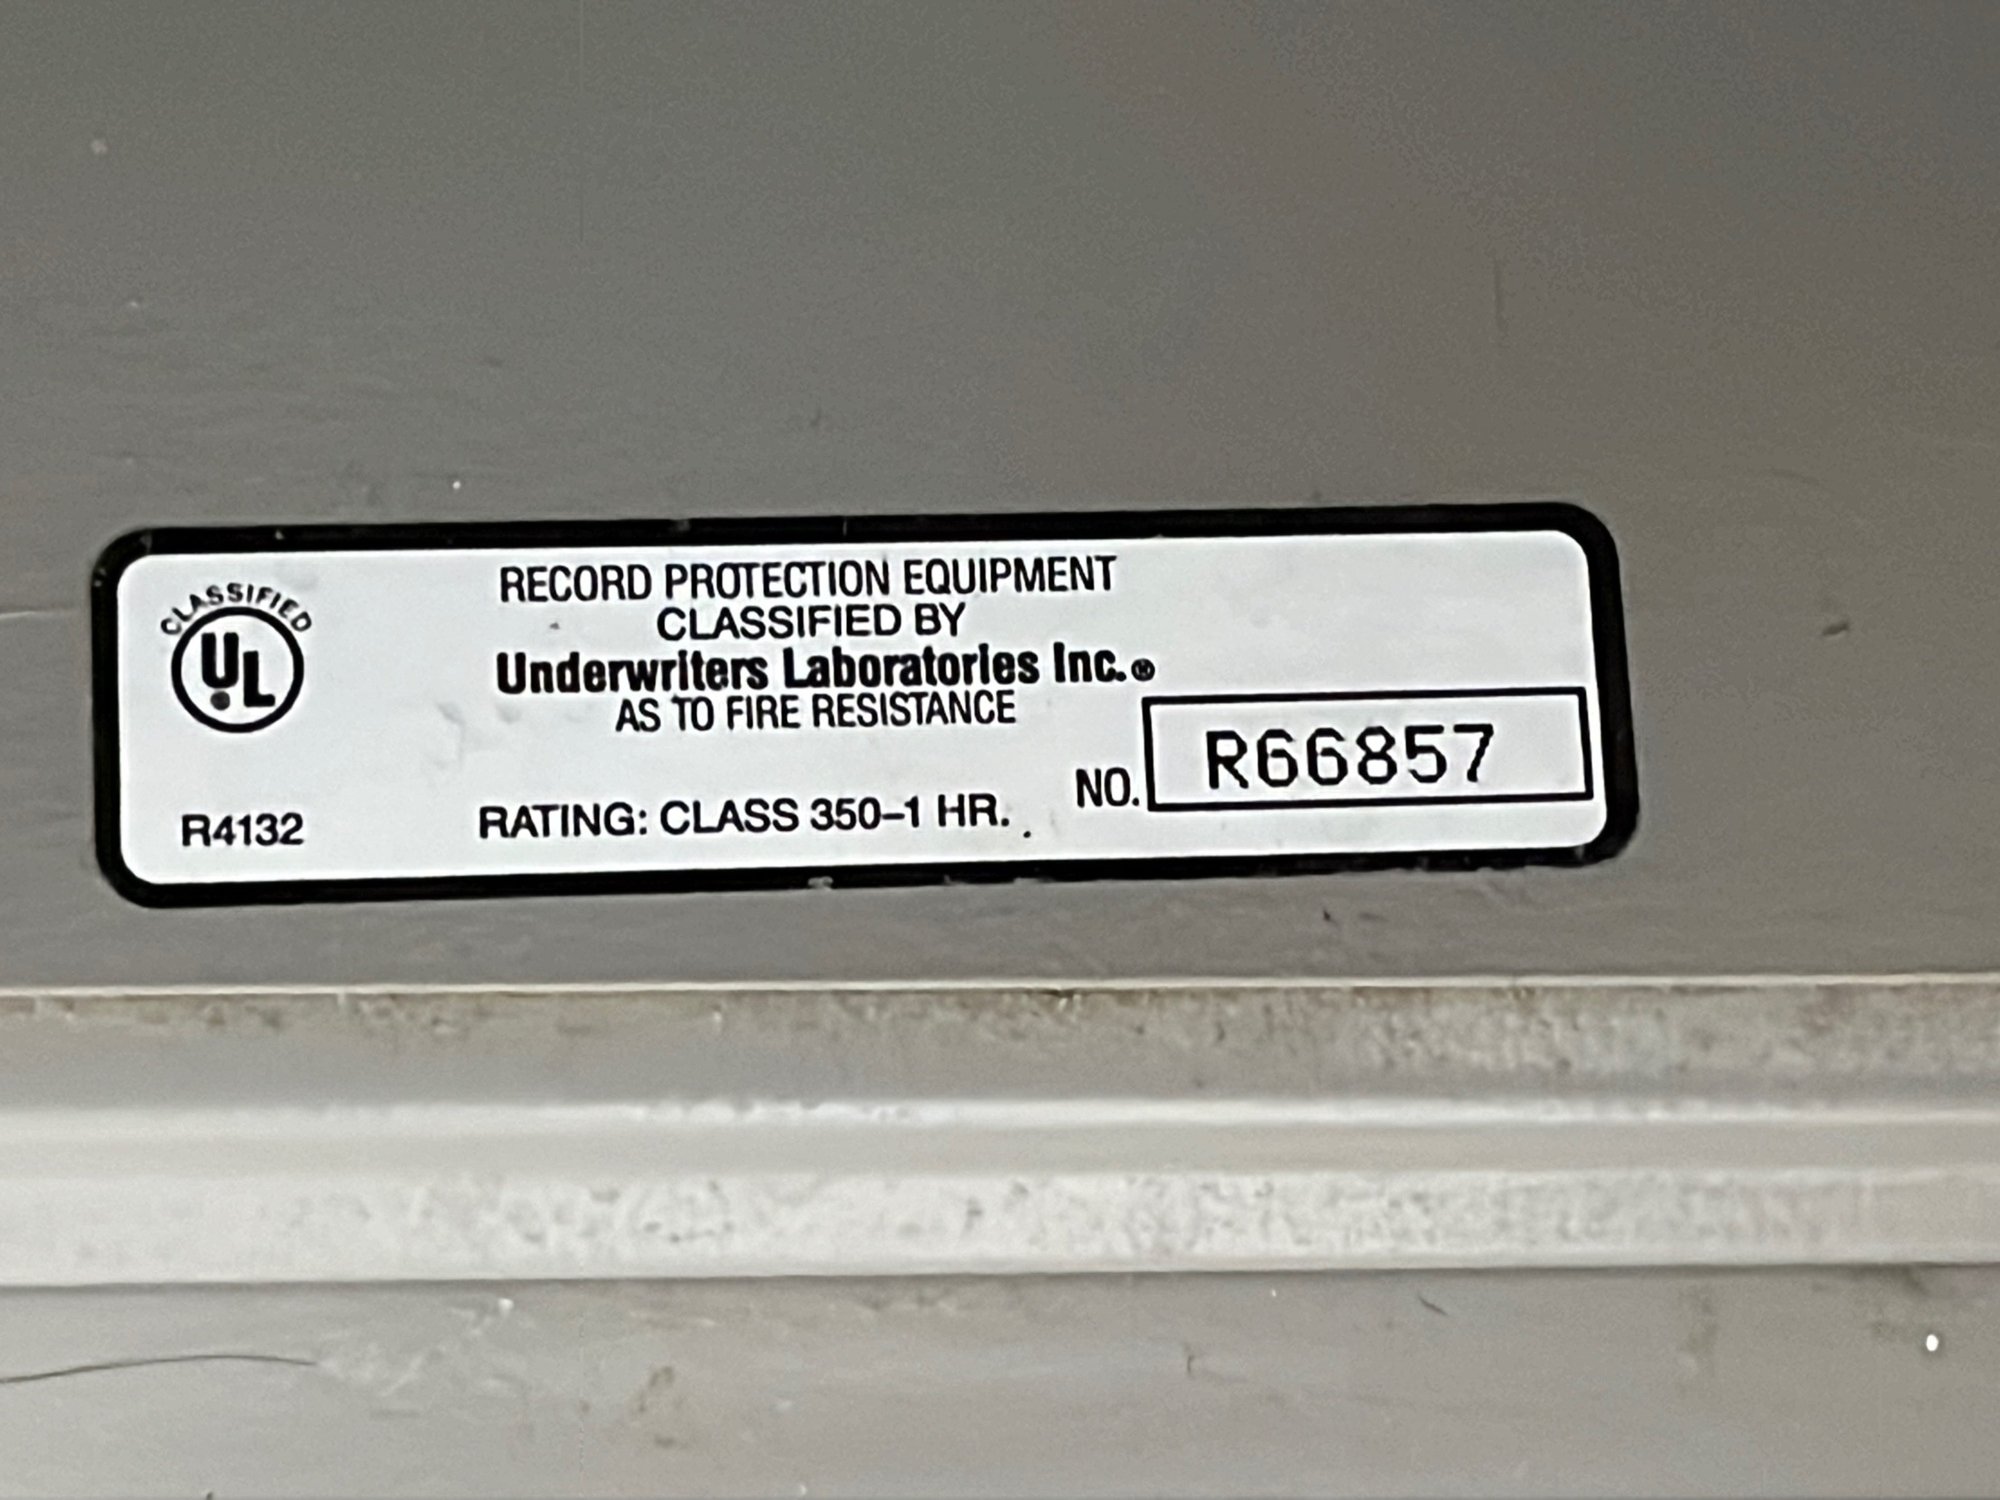 CLASSIFIED
UL
R4132
RECORD PROTECTION EQUIPMENT
CLASSIFIED BY
Underwriters Laboratories Inc.®
AS TO FIRE RESISTANCE
RATING: CLASS 350–1 HR.
NO. R66857